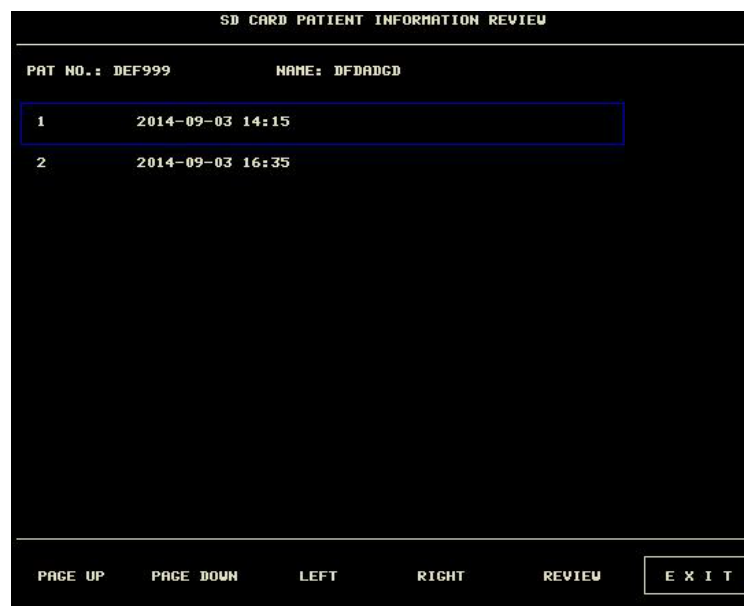 SD CARD PATIENT INFORMATION REVIEW
PAT NO.: DEF999 NAME: DFDADGD
1 2014-09-03 14:15
2 2014-09-03 16:35
PAGE UP PAGE DOWN LEFT RIGHT REVIEW E X I T